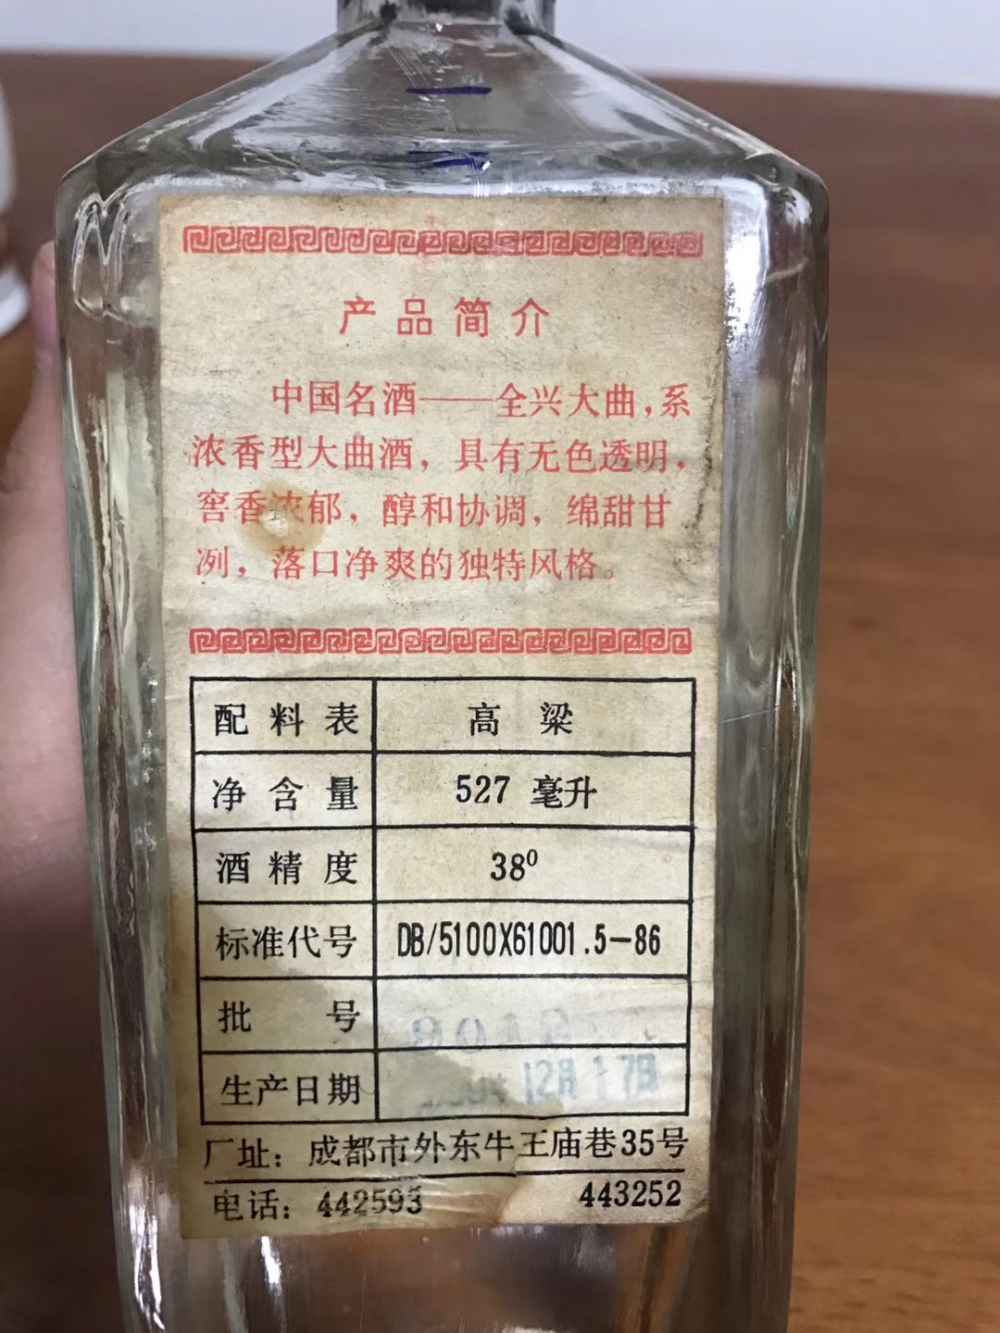 产品简介
中国名酒——全兴大曲，系
浓香型大曲酒，具有无色透明，
窖香浓郁，醇和协调，绵甜甘
冽，落口净爽的独特风格。
配料表 高粱
净含量 527 毫升
酒精度 38⁰
标准代号 DB/5100X61001.5—86
批号
生产日期 12月17日
厂址：成都市外东牛王庙巷35号
电话：442593 443252